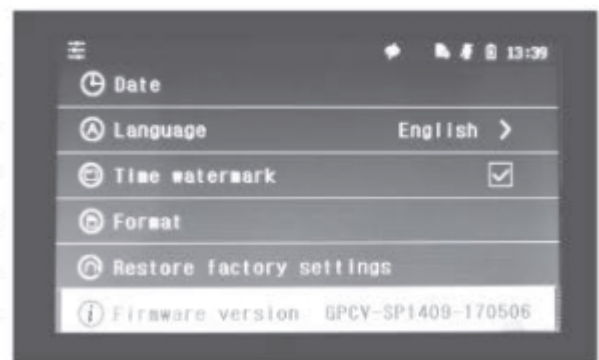 13:39
Date
Language English
Time watermark
Format
Restore factory settings
Firmware version GPCV-SP1409-170506